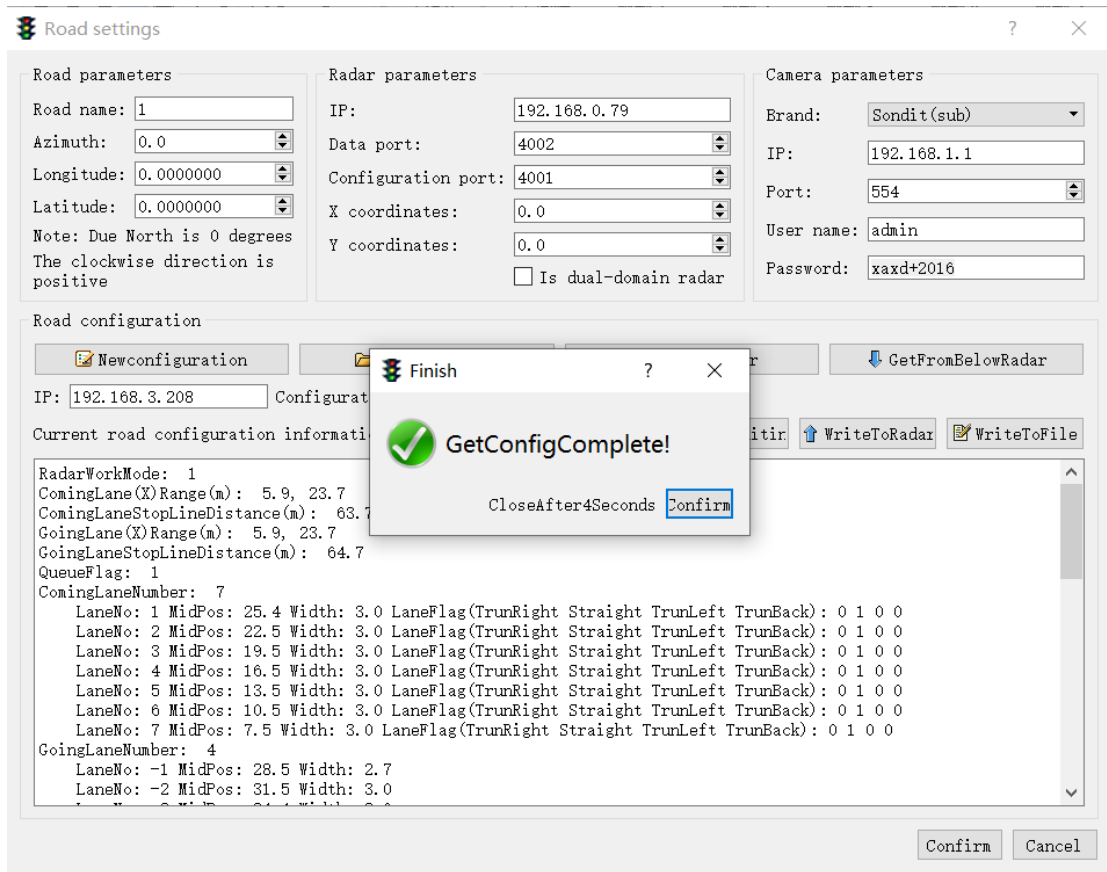 Road settings
Road parameters
Road name: 1
Azimuth: 0.0
Longitude: 0.0000000
Latitude: 0.0000000
Note: Due North is 0 degrees
The clockwise direction is
positive
Radar parameters
IP: 192.168.0.79
Data port: 4002
Configuration port: 4001
X coordinates: 0.0
Y coordinates: 0.0
Is dual-domain radar
Camera parameters
Brand: Sondit(sub)
IP: 192.168.1.1
Port: 554
User name: admin
Password: xaxd+2016
Road configuration
Newconfiguration
GetFromBelowRadar
IP: 192.168.3.208
Current road configuration
WriteToRadar
WriteToFile
Finish
GetConfigComplete!
CloseAfter4Seconds
Confirm
RadarWorkMode: 1
ComingLane(X)Range(m): 5.9, 23.7
ComingLaneStopLineDistance(m): 63.7
GoingLane(X)Range(m): 5.9, 23.7
GoingLaneStopLineDistance(m): 64.7
QueueFlag: 1
ComingLaneNumber: 7
LaneNo: 1 MidPos: 25.4 Width: 3.0 LaneFlag(TrunRight Straight TrunLeft TrunBack): 0 1 0 0
LaneNo: 2 MidPos: 22.5 Width: 3.0 LaneFlag(TrunRight Straight TrunLeft TrunBack): 0 1 0 0
LaneNo: 3 MidPos: 19.5 Width: 3.0 LaneFlag(TrunRight Straight TrunLeft TrunBack): 0 1 0 0
LaneNo: 4 MidPos: 16.5 Width: 3.0 LaneFlag(TrunRight Straight TrunLeft TrunBack): 0 1 0 0
LaneNo: 5 MidPos: 13.5 Width: 3.0 LaneFlag(TrunRight Straight TrunLeft TrunBack): 0 1 0 0
LaneNo: 6 MidPos: 10.5 Width: 3.0 LaneFlag(TrunRight Straight TrunLeft TrunBack): 0 1 0 0
LaneNo: 7 MidPos: 7.5 Width: 3.0 LaneFlag(TrunRight Straight TrunLeft TrunBack): 0 1 0 0
GoingLaneNumber: 4
LaneNo: -1 MidPos: 28.5 Width: 2.7
LaneNo: -2 MidPos: 31.5 Width: 3.0
Confirm
Cancel